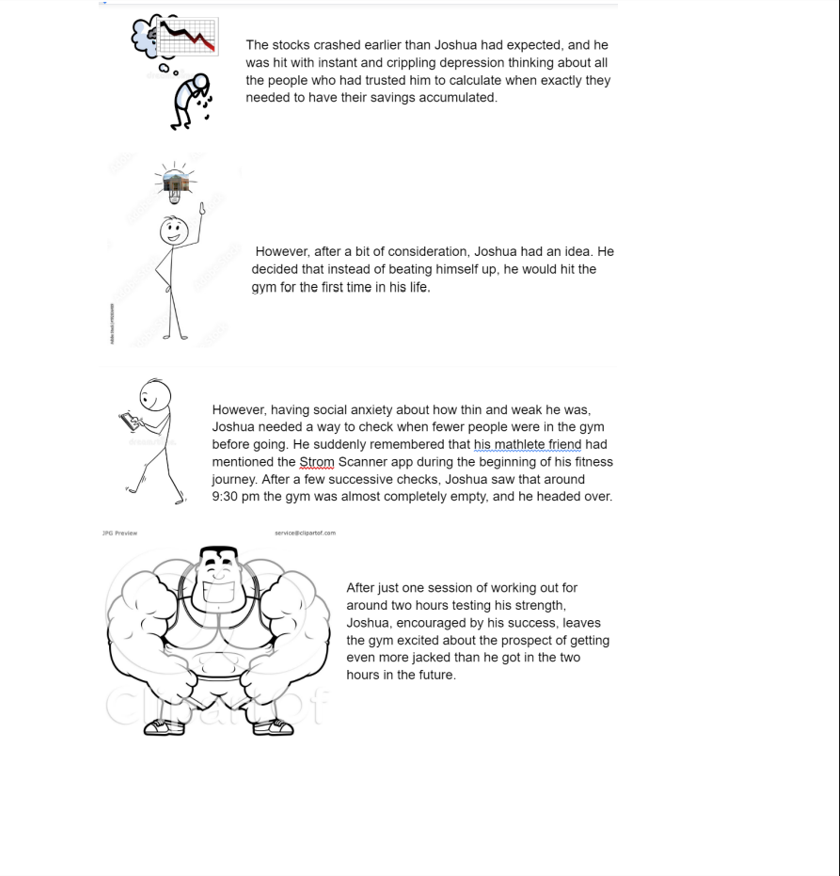 The stocks crashed earlier than Joshua had expected, and he
was hit with instant and crippling depression thinking about all
the people who had trusted him to calculate when exactly they
needed to have their savings accumulated.
However, after a bit of consideration, Joshua had an idea. He
decided that instead of beating himself up, he would hit the
gym for the first time in his life.
However, having social anxiety about how thin and weak he was,
Joshua needed a way to check when fewer people were in the gym
before going. He suddenly remembered that his mathlete friend had
mentioned the Strom Scanner app during the beginning of his fitness
journey. After a few successive checks, Joshua saw that around
9:30 pm the gym was almost completely empty, and he headed over.
JPG Preview
service@clipartof.com
After just one session of working out for
around two hours testing his strength,
Joshua, encouraged by his success, leaves
the gym excited about the prospect of getting
even more jacked than he got in the two
hours in the future.
ClipartOf